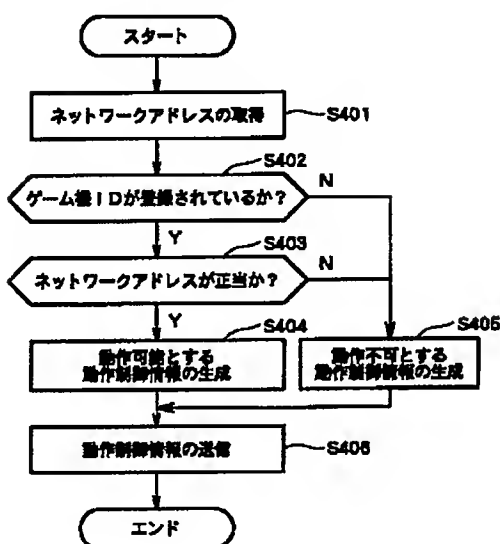 スタート
ネットワークアドレスの取得
S401
S402
ゲーム機IDが登録されているか?
N
Y
S403
ネットワークアドレスが正当か?
N
Y
S404
動作可能とする
動作制御情報の生成
S405
動作不可とする
動作制御情報の生成
動作制御情報の送信
S406
エンド